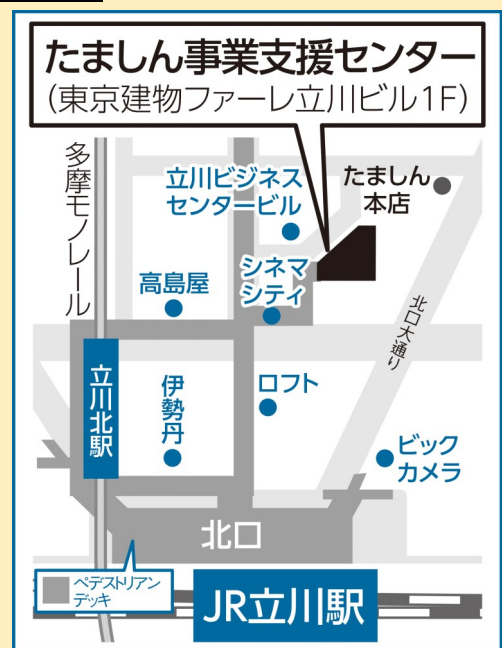 たましん事業支援センター
(東京建物ファーレ立川ビル1F)
多摩モノレール
立川ビジネス
センタービル
たましん
本店
高島屋
シネマ
シティ
北口大通り
立川北駅
伊勢丹
ロフト
ビック
カメラ
北口
ペデストリアン
デッキ
JR立川駅